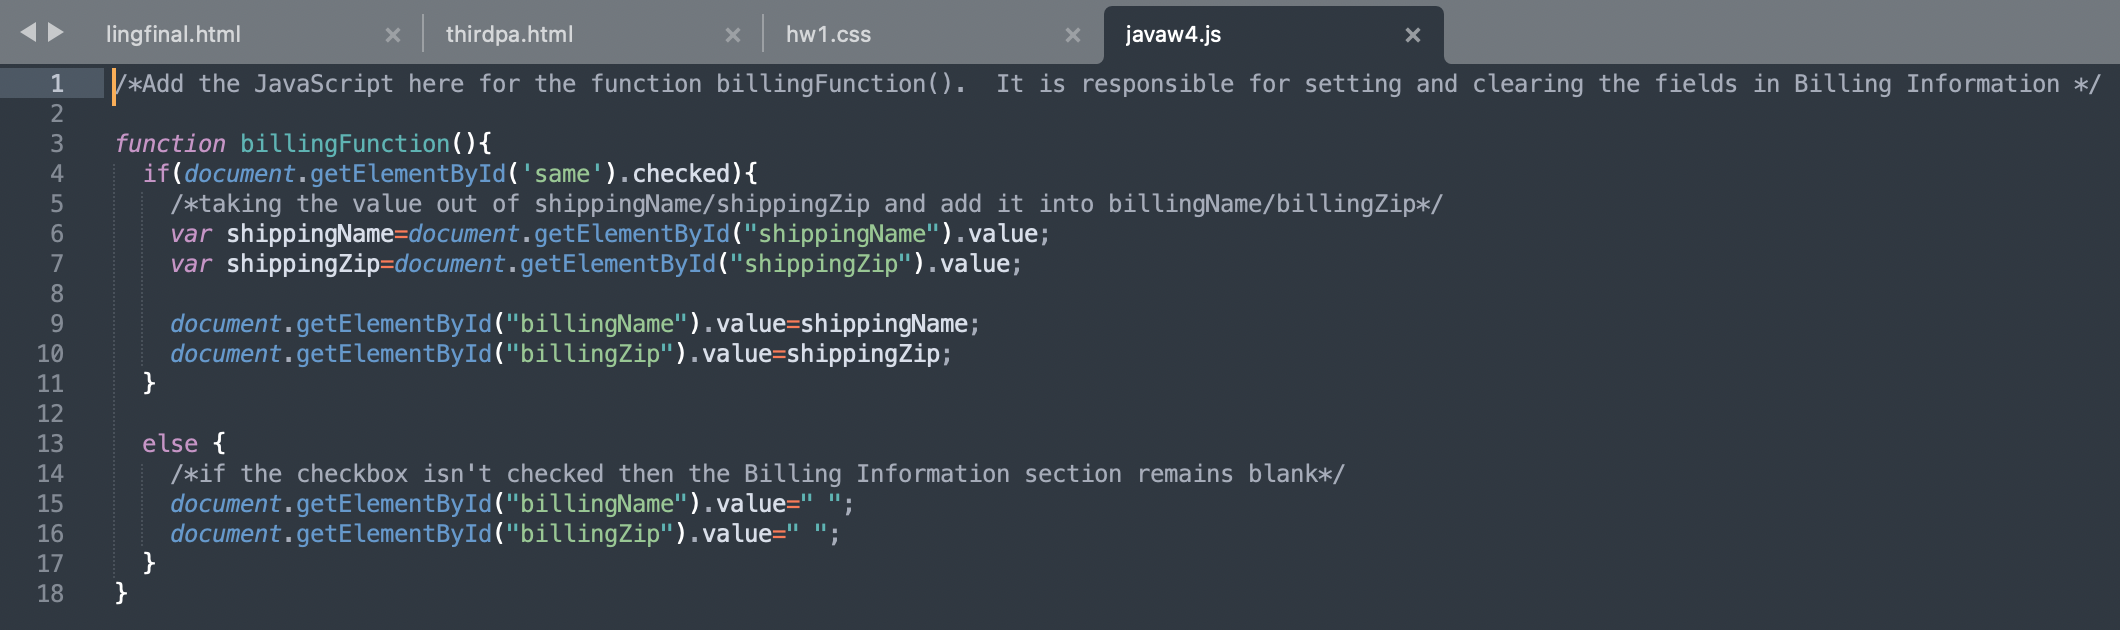 lingfinal.html × thirdpa.html × hw1.css × javaw4.js ×
1 /*Add the JavaScript here for the function billingFunction().  It is responsible for setting and clearing the fields in Billing Information */
2
3 function billingFunction(){
4   if(document.getElementById('same').checked){
5     /*taking the value out of shippingName/shippingZip and add it into billingName/billingZip*/
6     var shippingName=document.getElementById("shippingName").value;
7     var shippingZip=document.getElementById("shippingZip").value;
8
9     document.getElementById("billingName").value=shippingName;
10     document.getElementById("billingZip").value=shippingZip;
11   }
12
13   else {
14     /*if the checkbox isn't checked then the Billing Information section remains blank*/
15     document.getElementById("billingName").value=" ";
16     document.getElementById("billingZip").value=" ";
17   }
18 }